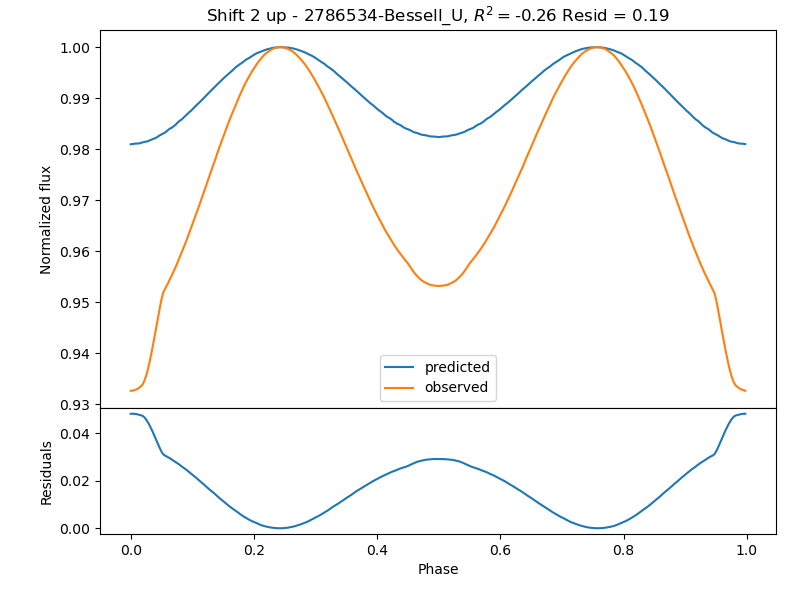 Shift 2 up - 2786534-Bessell_U, R² = -0.26 Resid = 0.19
Normalized flux
1.00
0.99
0.98
0.97
0.96
0.95
0.94
0.93
predicted
observed
Residuals
0.04
0.02
0.00
0.0
0.2
0.4
0.6
0.8
1.0
Phase